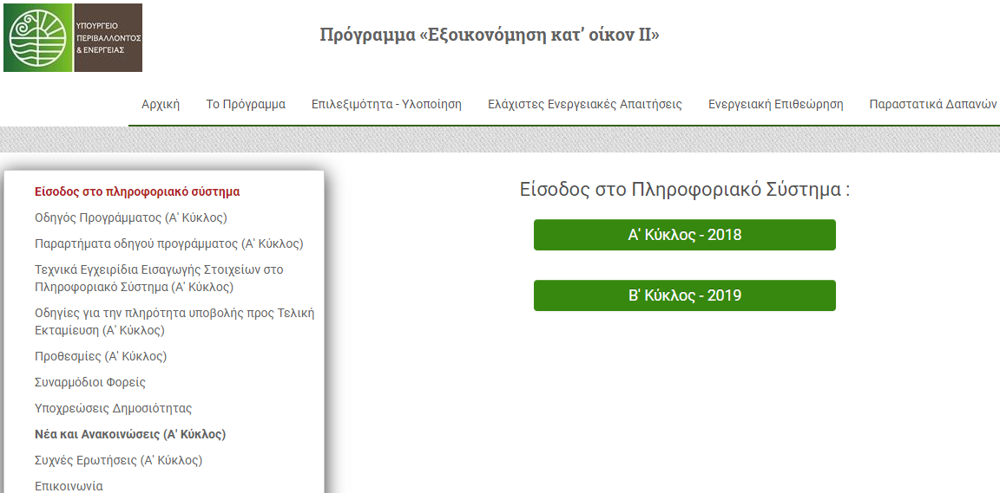 ΥΠΟΥΡΓΕΙΟ
ΠΕΡΙΒΑΛΛΟΝΤΟΣ
& ΕΝΕΡΓΕΙΑΣ
Πρόγραμμα «Εξοικονόμηση κατ’ οίκον ΙΙ»
Αρχική Το Πρόγραμμα Επιλεξιμότητα - Υλοποίηση Ελάχιστες Ενεργειακές Απαιτήσεις Ενεργειακή Επιθεώρηση Παραστατικά Δαπανών
Είσοδος στο πληροφοριακό σύστημα
Οδηγός Προγράμματος (Α' Κύκλος)
Παραρτήματα οδηγού προγράμματος (Α' Κύκλος)
Τεχνικά Εγχειρίδια Εισαγωγής Στοιχείων στο
Πληροφοριακό Σύστημα (Α' Κύκλος)
Οδηγίες για την πληρότητα υποβολής προς Τελική
Εκταμίευση (Α' Κύκλος)
Προθεσμίες (Α' Κύκλος)
Συναρμόδιοι Φορείς
Υποχρεώσεις Δημοσιότητας
Νέα και Ανακοινώσεις (Α' Κύκλος)
Συχνές Ερωτήσεις (Α' Κύκλος)
Επικοινωνία
Είσοδος στο Πληροφοριακό Σύστημα :
Α' Κύκλος - 2018
Β' Κύκλος - 2019